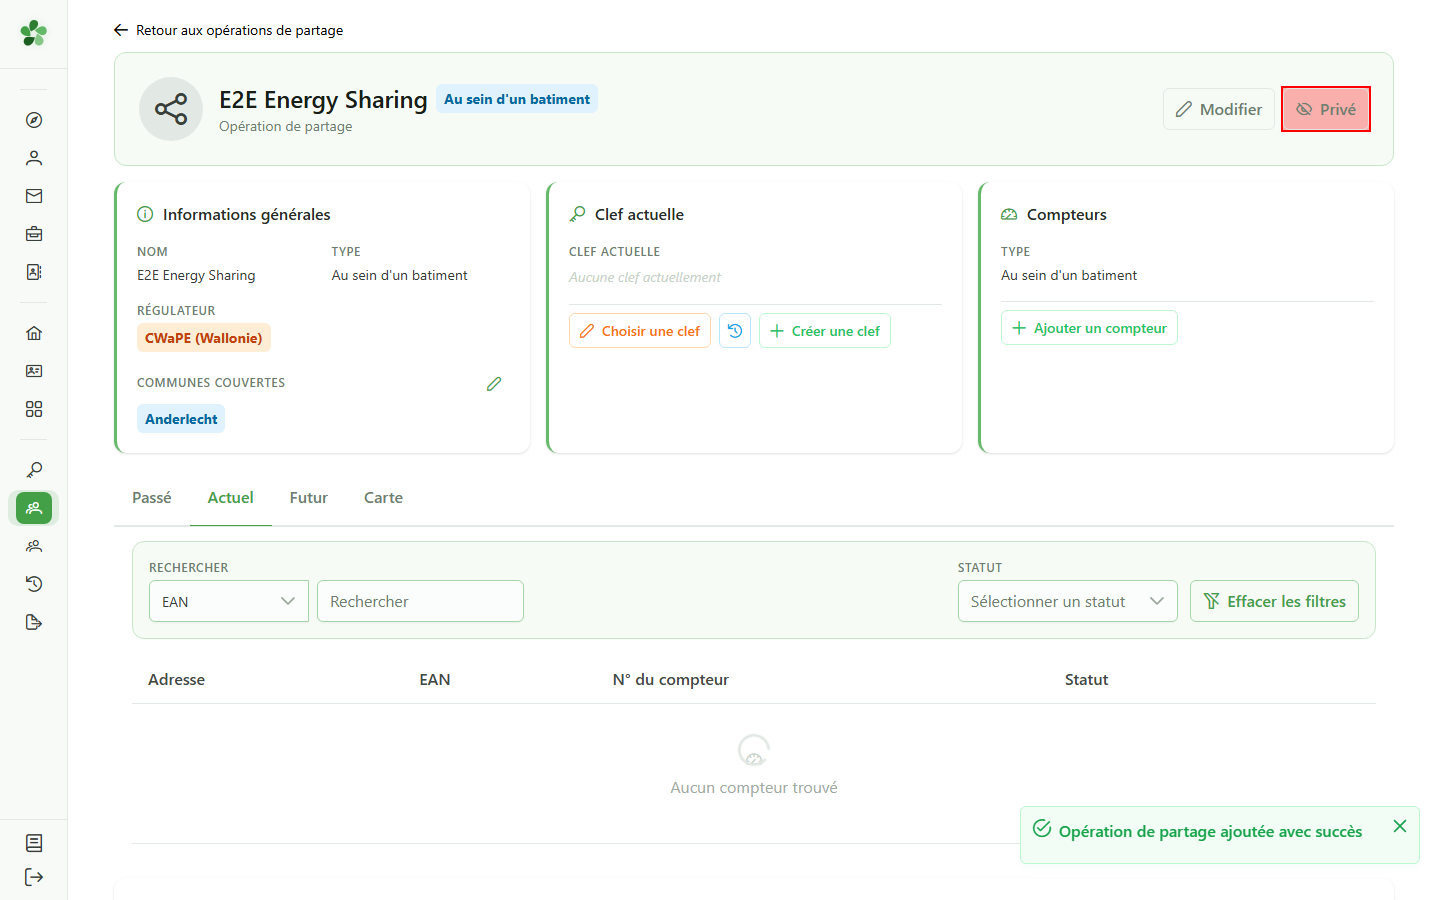 Retour aux opérations de partage
E2E Energy Sharing
Au sein d'un batiment
Opération de partage
Modifier
Privé
Informations générales
NOM
TYPE
E2E Energy Sharing
Au sein d'un batiment
RÉGULATEUR
CWaPE (Wallonie)
COMMUNES COUVERTES
Anderlecht
Clef actuelle
CLEF ACTUELLE
Aucune clef actuellement
Choisir une clef
Créer une clef
Compteurs
TYPE
Au sein d'un batiment
Ajouter un compteur
Passé
Actuel
Futur
Carte
RECHERCHER
EAN
Rechercher
STATUT
Sélectionner un statut
Effacer les filtres
Adresse
EAN
N° du compteur
Statut
Aucun compteur trouvé
Opération de partage ajoutée avec succès